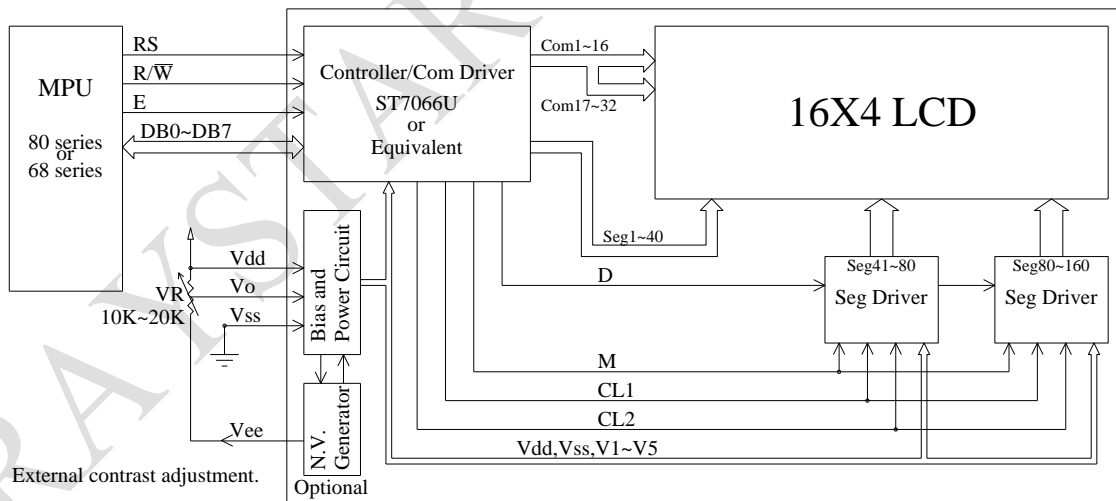 MPU
80 series
or
68 series
RS
R/W̅
E
DB0~DB7
Controller/Com Driver
ST7066U
or
Equivalent
Com1~16
Com17~32
16X4 LCD
Seg1~40
Seg41~80
Seg Driver
Seg80~160
Seg Driver
D
M
CL1
CL2
Vdd,Vss,V1~V5
Vdd
Vo
Vss
VR
10K~20K
Bias and
Power Circuit
N.V.
Generator
Optional
Vee
External contrast adjustment.
RAYSTAR